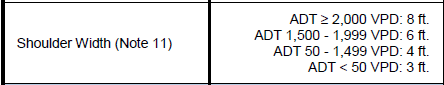 Shoulder Width (Note 11)
ADT ≥ 2,000 VPD: 8 ft.
ADT 1,500 - 1,999 VPD: 6 ft.
ADT 50 - 1,499 VPD: 4 ft.
ADT < 50 VPD: 3 ft.